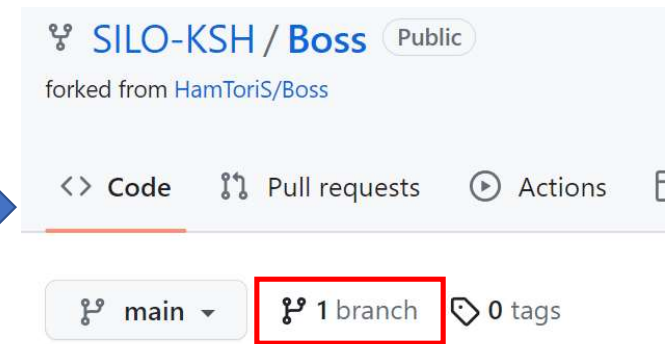 SILO-KSH / Boss Public
forked from HamToriS/Boss
<> Code Pull requests Actions
main 1 branch 0 tags